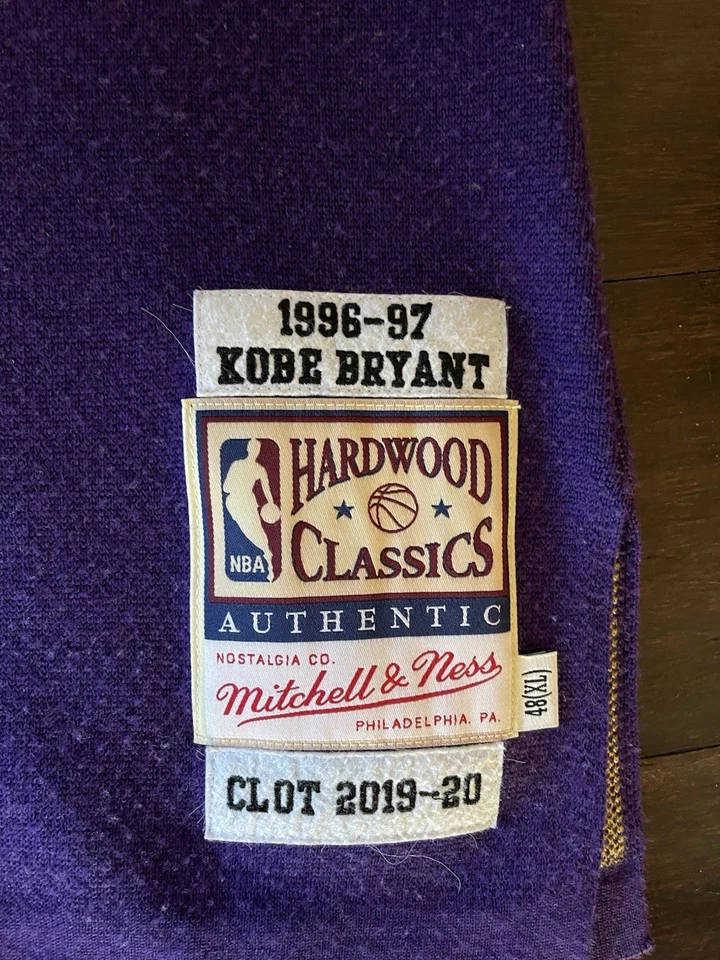 1996-97
KOBE BRYANT
HARDWOOD
NBA
CLASSICS
AUTHENTIC
NOSTALGIA CO.
Mitchell & Ness
PHILADELPHIA, PA.
48(XL)
CLOT 2019-20